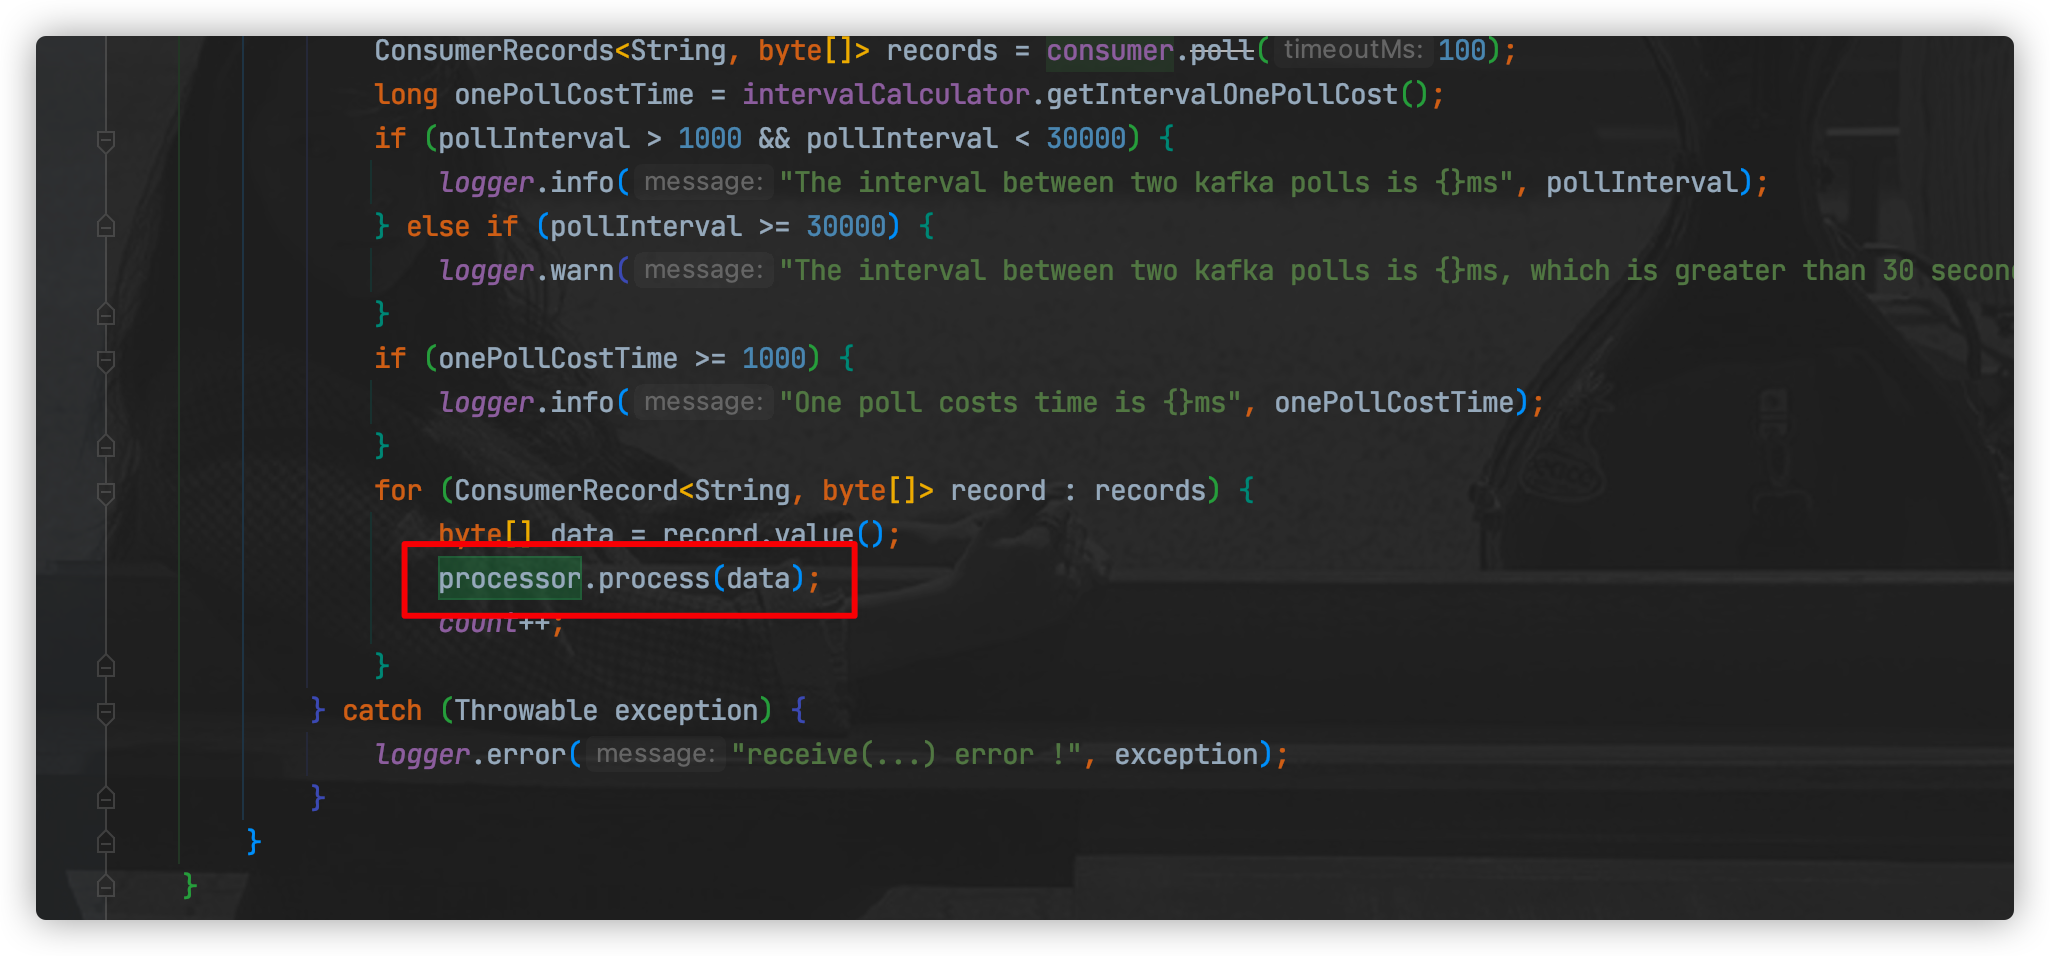 ConsumerRecords<String, byte[]> records = consumer.poll( timeoutMs: 100);
long onePollCostTime = intervalCalculator.getIntervalOnePollCost();
if (pollInterval > 1000 && pollInterval < 30000) {
logger.info( message: "The interval between two kafka polls is {}ms", pollInterval);
} else if (pollInterval >= 30000) {
logger.warn( message: "The interval between two kafka polls is {}ms, which is greater than 30
}
if (onePollCostTime >= 1000) {
logger.info( message: "One poll costs time is {}ms", onePollCostTime);
}
for (ConsumerRecord<String, byte[]> record : records) {
byte[] data = record.value();
processor.process(data);
count++;
}
} catch (Throwable exception) {
logger.error( message: "receive(...) error !", exception);
}
}
}